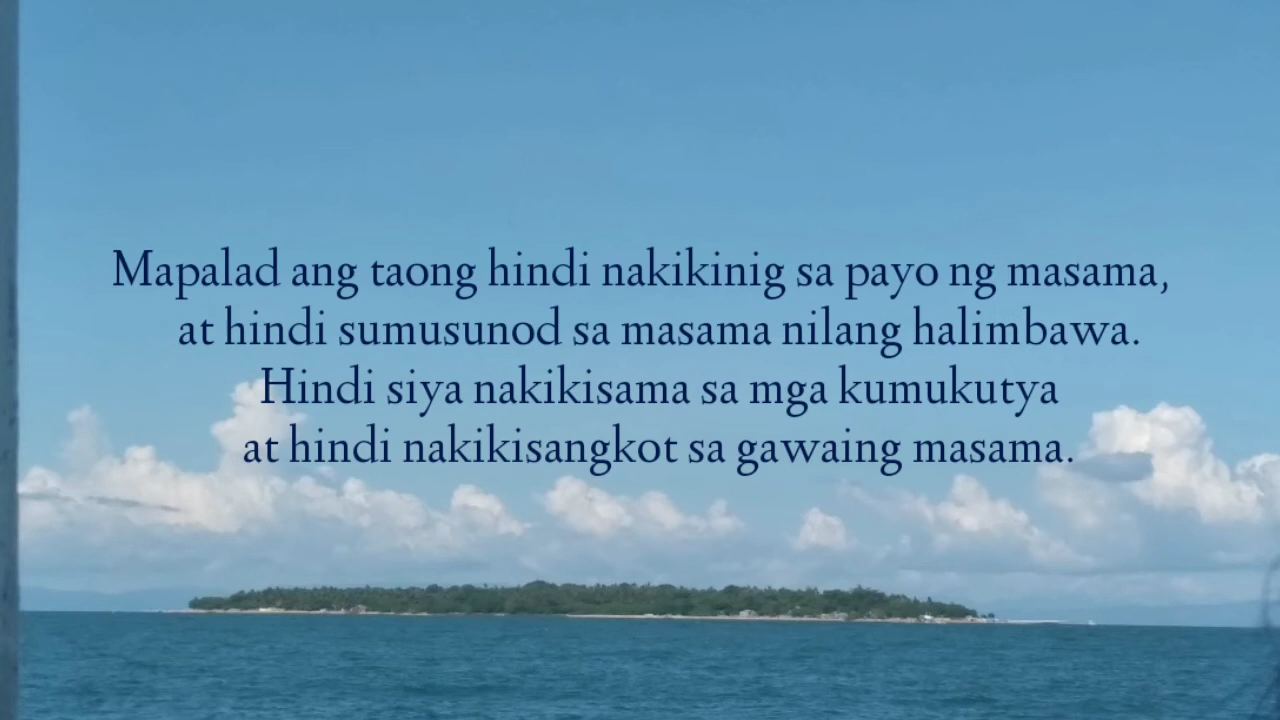 Mapalad ang taong hindi nakikinig sa payo ng masama,
at hindi sumusunod sa masama nilang halimbawa.
Hindi siya nakikisama sa mga kumukutya
at hindi nakikisangkot sa gawaing masama.